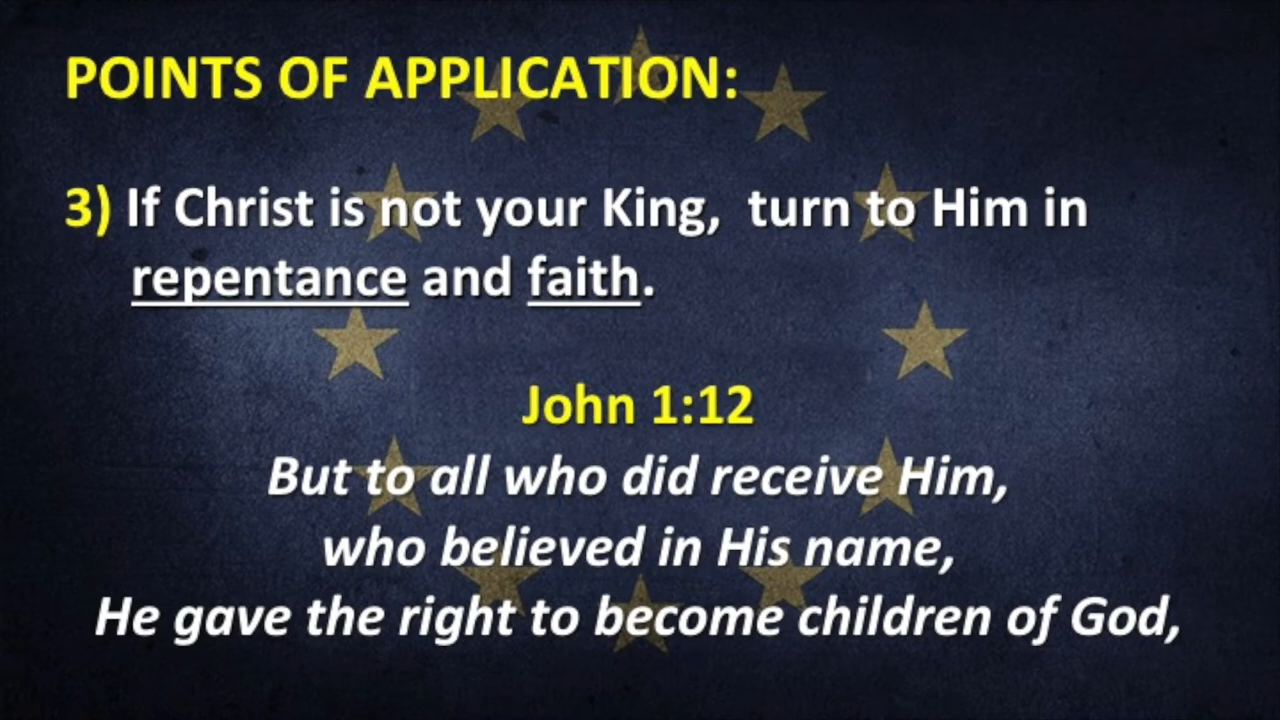 POINTS OF APPLICATION:
3) If Christ is not your King,  turn to Him in
repentance and faith.
John 1:12
But to all who did receive Him,
who believed in His name,
He gave the right to become children of God,